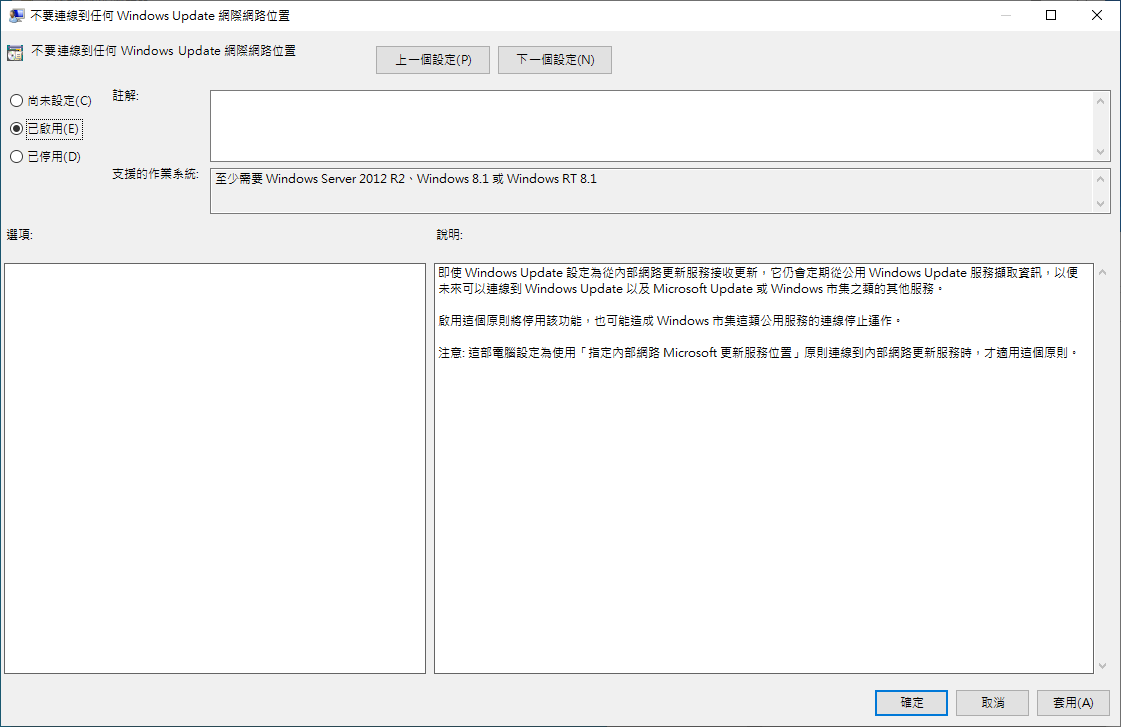 不要連線到任何 Windows Update 網際網路位置
不要連線到任何 Windows Update 網際網路位置
上一個設定(P)
下一個設定(N)
尚未設定(C)
註解:
已啟用(E)
已停用(D)
支援的作業系統:
至少需要 Windows Server 2012 R2、Windows 8.1 或 Windows RT 8.1
選項:
說明:
即使 Windows Update 設定為從內部網路更新服務接收更新，它仍會定期從公用 Windows Update 服務擷取資訊，以便
未來可以連線到 Windows Update 以及 Microsoft Update 或 Windows 市集之類的其他服務。
啟用這個原則將停用該功能，也可能造成 Windows 市集這類公用服務的連線停止運作。
注意: 這部電腦設定為使用「指定內部網路 Microsoft 更新服務位置」原則連線到內部網路更新服務時，才適用這個原則。
確定
取消
套用(A)